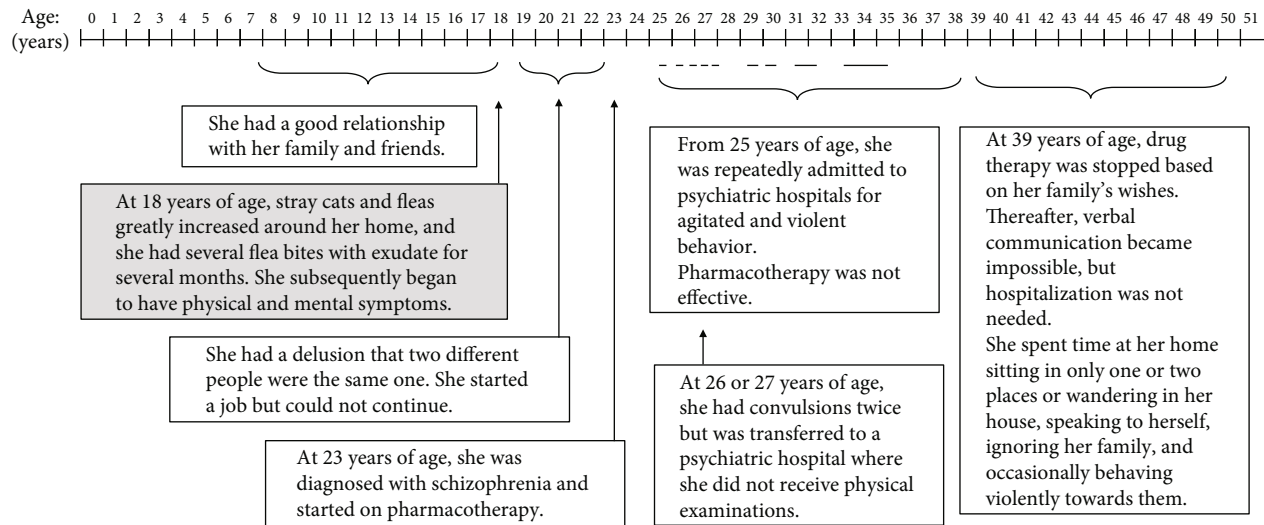 Age: 0 1 2 3 4 5 6 7 8 9 10 11 12 13 14 15 16 17 18 19 20 21 22 23 24 25 26 27 28 29 30 31 32 33 34 35 36 37 38 39 40 42 42 43 44 45 46 27 48 49 50 51
(years)
She had a good relationship
with her family and friends.
At 18 years of age, stray cats and fleas
greatly increased around her home, and
she had several flea bites with exudate for
several months. She subsequently began
to have physical and mental symptoms.
She had a delusion that two different
people were the same one. She started
a job but could not continue.
At 23 years of age, she was
diagnosed with schizophrenia and
started on pharmacotherapy.
From 25 years of age, she
was repeatedly admitted to
psychiatric hospitals for
agitated and violent
behavior.
Pharmacotherapy was not
effective.
At 26 or 27 years of age,
she had convulsions twice
but was transferred to a
psychiatric hospital where
she did not receive physical
examinations.
At 39 years of age, drug
therapy was stopped based
on her family's wishes.
Thereafter, verbal
communication became
impossible, but
hospitalization was not
needed.
She spent time at her home
sitting in only one or two
places or wandering in her
house, speaking to herself,
ignoring her family, and
occasionally behaving
violently towards them.